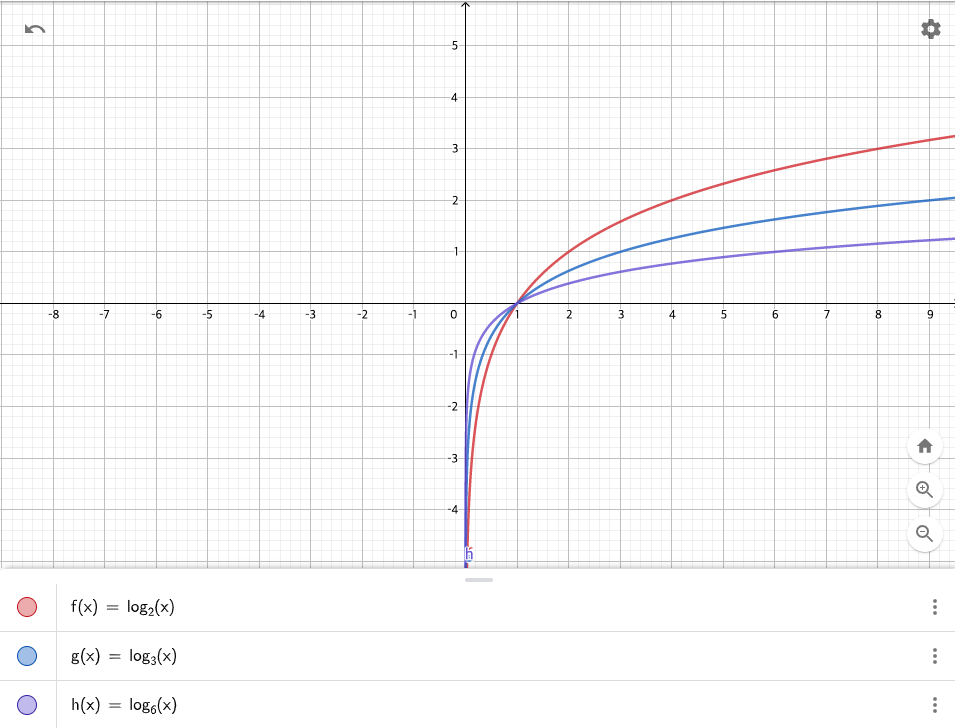 5
4
3
2
1
-8 -7 -6 -5 -4 -3 -2 -1 0 1 2 3 4 5 6 7 8 9
-1
-2
-3
-4
h
f(x) = log₂(x)
g(x) = log₃(x)
h(x) = log₆(x)